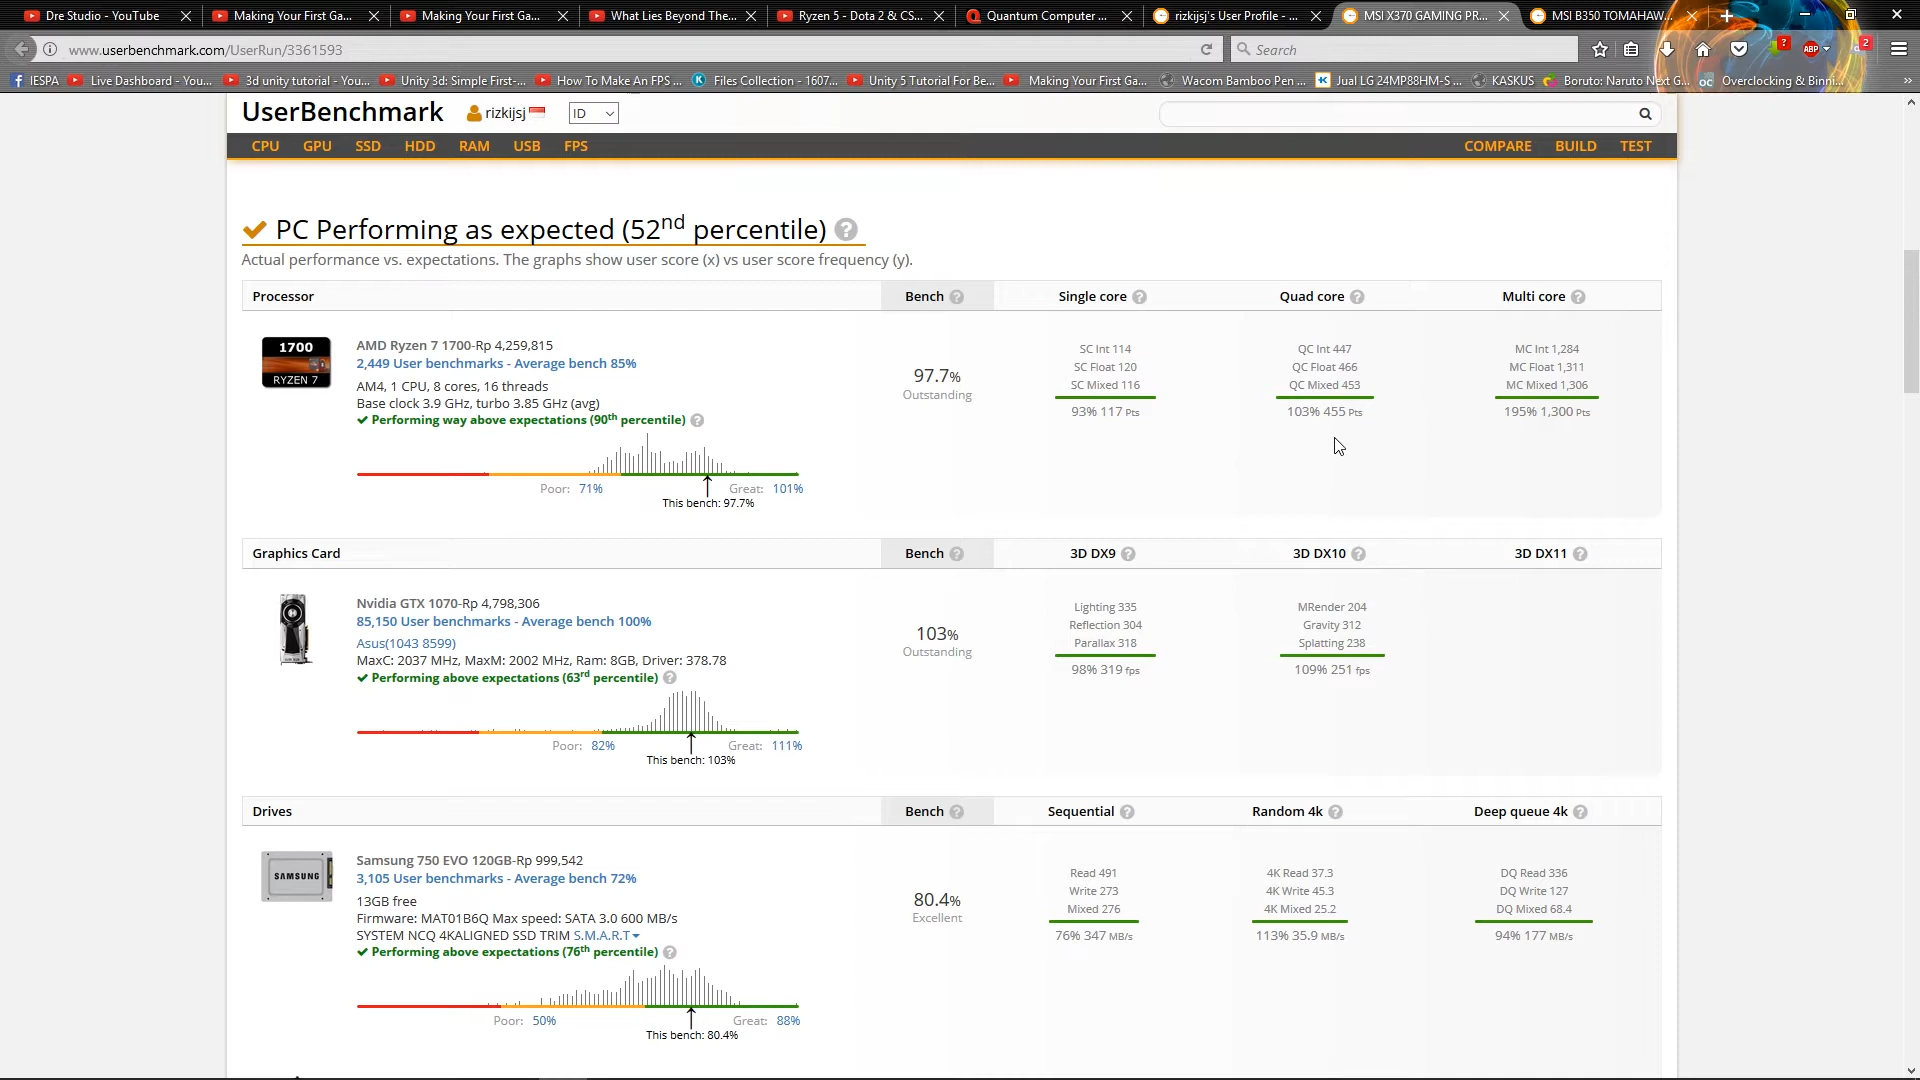 Dre Studio - YouTube
Making Your First Ga...
Making Your First Ga...
What Lies Beyond The...
Ryzen 5 - Dota 2 & CS...
Quantum Computer ...
rizkijsj's User Profile - ...
MSI X370 GAMING PR...
MSI B350 TOMAHAW...
www.userbenchmark.com/UserRun/3361593
Search
ABP
?
2
IESPA
Live Dashboard - You...
3d unity tutorial - You...
Unity 3d: Simple First-...
How To Make An FPS ...
Files Collection - 1607...
Unity 5 Tutorial For Be...
Making Your First Ga...
Wacom Bamboo Pen ...
Jual LG 24MP88HM-S ...
KASKUS
Boruto: Naruto Next G...
Overclocking & Binni...
UserBenchmark
rizkijsj
ID
CPU GPU SSD HDD RAM USB FPS
COMPARE BUILD TEST
PC Performing as expected (52nd percentile) ?
Actual performance vs. expectations. The graphs show user score (x) vs user score frequency (y).
Processor Bench ? Single core ? Quad core ? Multi core ?
1700
RYZEN 7
AMD Ryzen 7 1700-Rp 4,259,815
2,449 User benchmarks - Average bench 85%
AM4, 1 CPU, 8 cores, 16 threads
Base clock 3.9 GHz, turbo 3.85 GHz (avg)
Performing way above expectations (90th percentile) ?
Poor: 71%
Great: 101%
This bench: 97.7%
97.7%
Outstanding
SC Int 114
SC Float 120
SC Mixed 116
93% 117 Pts
QC Int 447
QC Float 466
QC Mixed 453
103% 455 Pts
MC Int 1,284
MC Float 1,311
MC Mixed 1,306
195% 1,300 Pts
Graphics Card Bench ? 3D DX9 ? 3D DX10 ? 3D DX11 ?
Nvidia GTX 1070-Rp 4,798,306
85,150 User benchmarks - Average bench 100%
Asus(1043 8599)
MaxC: 2037 MHz, MaxM: 2002 MHz, Ram: 8GB, Driver: 378.78
Performing above expectations (63rd percentile) ?
Poor: 82%
Great: 111%
This bench: 103%
103%
Outstanding
Lighting 335
Reflection 304
Parallax 318
98% 319 fps
MRender 204
Gravity 312
Splatting 238
109% 251 fps
Drives Bench ? Sequential ? Random 4k ? Deep queue 4k ?
SAMSUNG
Samsung 750 EVO 120GB-Rp 999,542
3,105 User benchmarks - Average bench 72%
13GB free
Firmware: MAT01B6Q Max speed: SATA 3.0 600 MB/s
SYSTEM NCQ 4KALIGNED SSD TRIM S.M.A.R.T
Performing above expectations (76th percentile) ?
Poor: 50%
Great: 88%
This bench: 80.4%
80.4%
Excellent
Read 491
Write 273
Mixed 276
76% 347 MB/s
4K Read 37.3
4K Write 45.3
4K Mixed 25.2
113% 35.9 MB/s
DQ Read 336
DQ Write 127
DQ Mixed 68.4
94% 177 MB/s